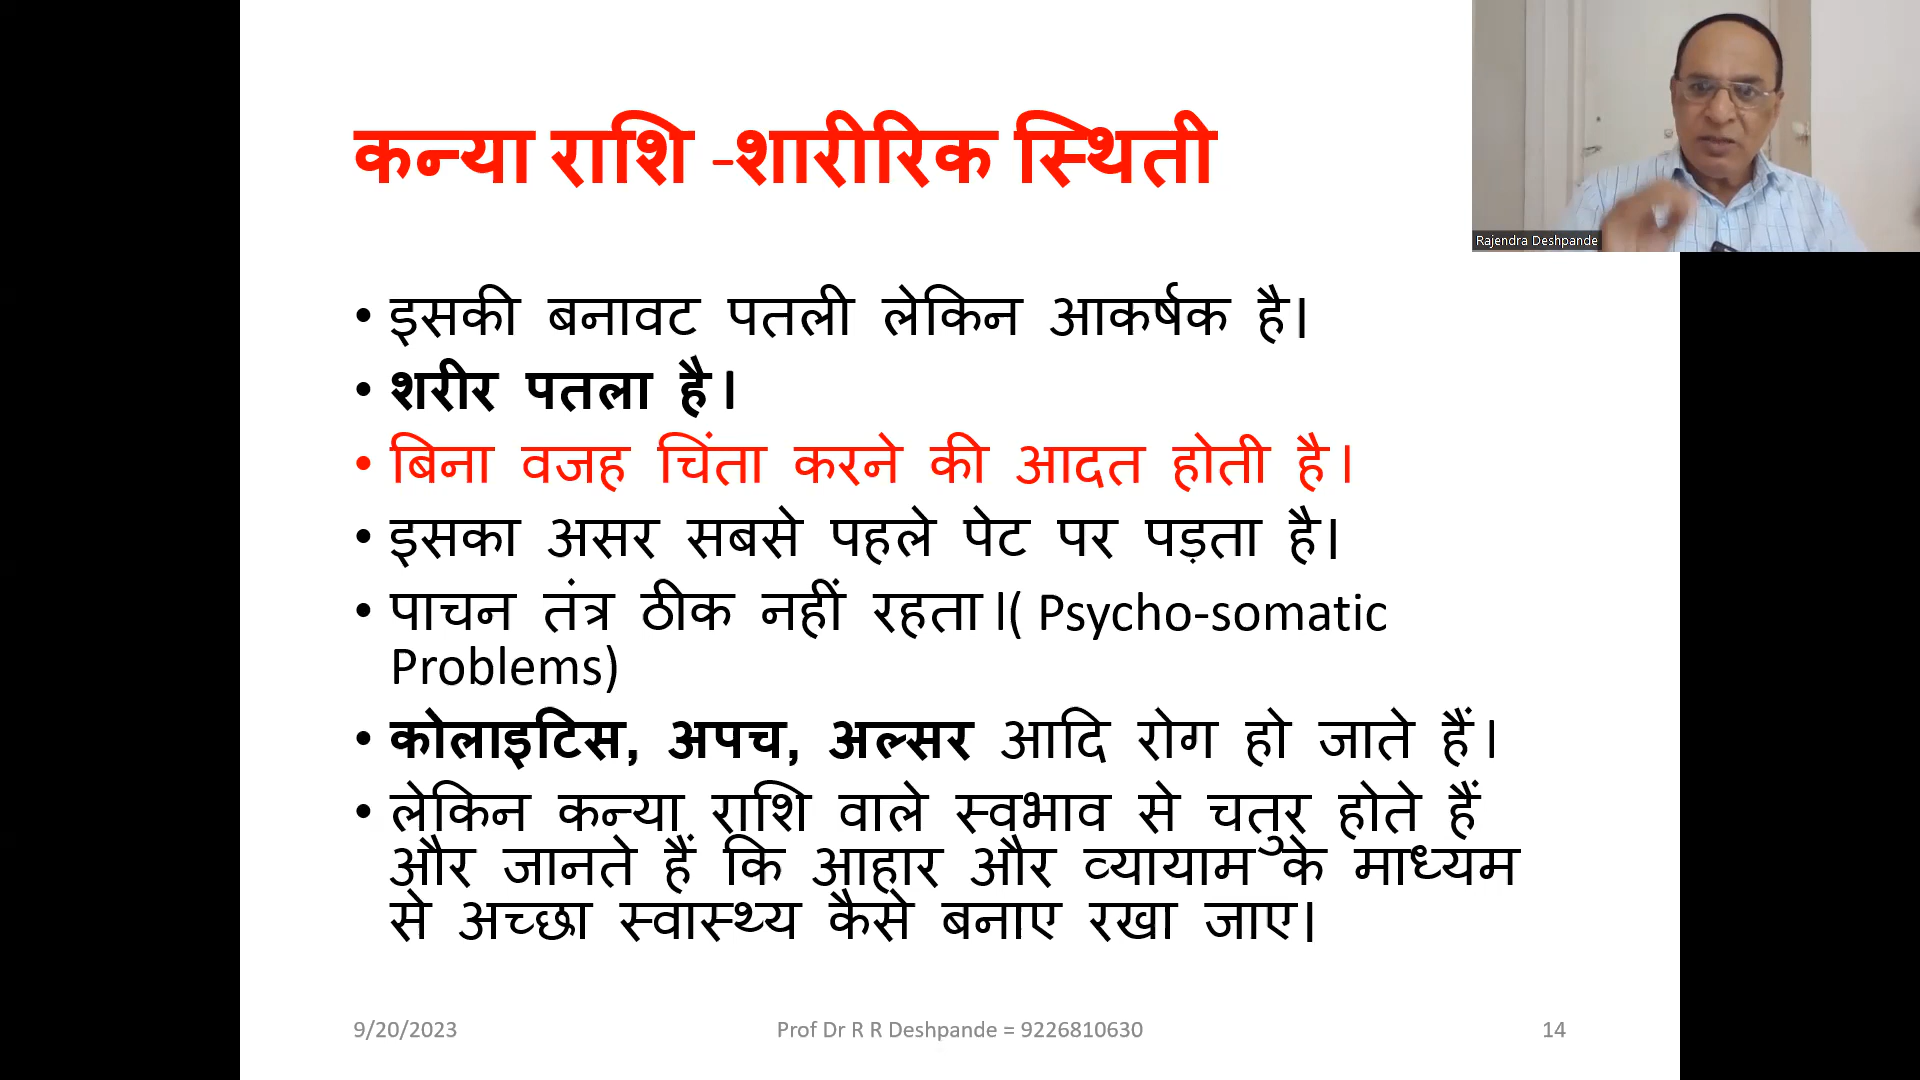 कन्या राशि -शारीरिक स्थिती
Rajendra Deshpande
• इसकी बनावट पतली लेकिन आकर्षक है।
• शरीर पतला है।
• बिना वजह चिंता करने की आदत होती है।
• इसका असर सबसे पहले पेट पर पड़ता है।
• पाचन तंत्र ठीक नहीं रहता।( Psycho-somatic
Problems)
• कोलाइटिस, अपच, अल्सर आदि रोग हो जाते हैं।
• लेकिन कन्या राशि वाले स्वभाव से चतुर होते हैं
और जानते हैं कि आहार और व्यायाम के माध्यम
से अच्छा स्वास्थ्य कैसे बनाए रखा जाए।
9/20/2023
Prof Dr R R Deshpande = 9226810630
14